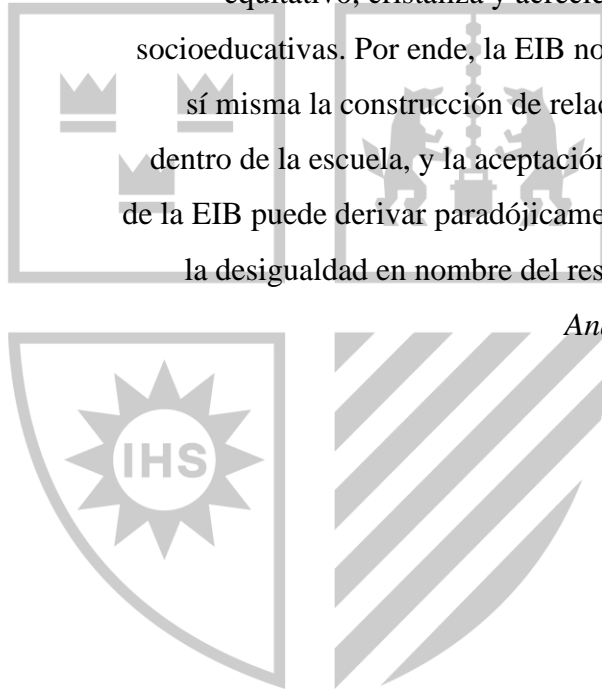 equitativo, cristaliza y acrecie
socioeducativas. Por ende, la EIB no
sí misma la construcción de relac
dentro de la escuela, y la aceptación
de la EIB puede derivar paradójicame
la desigualdad en nombre del res
An
IHS